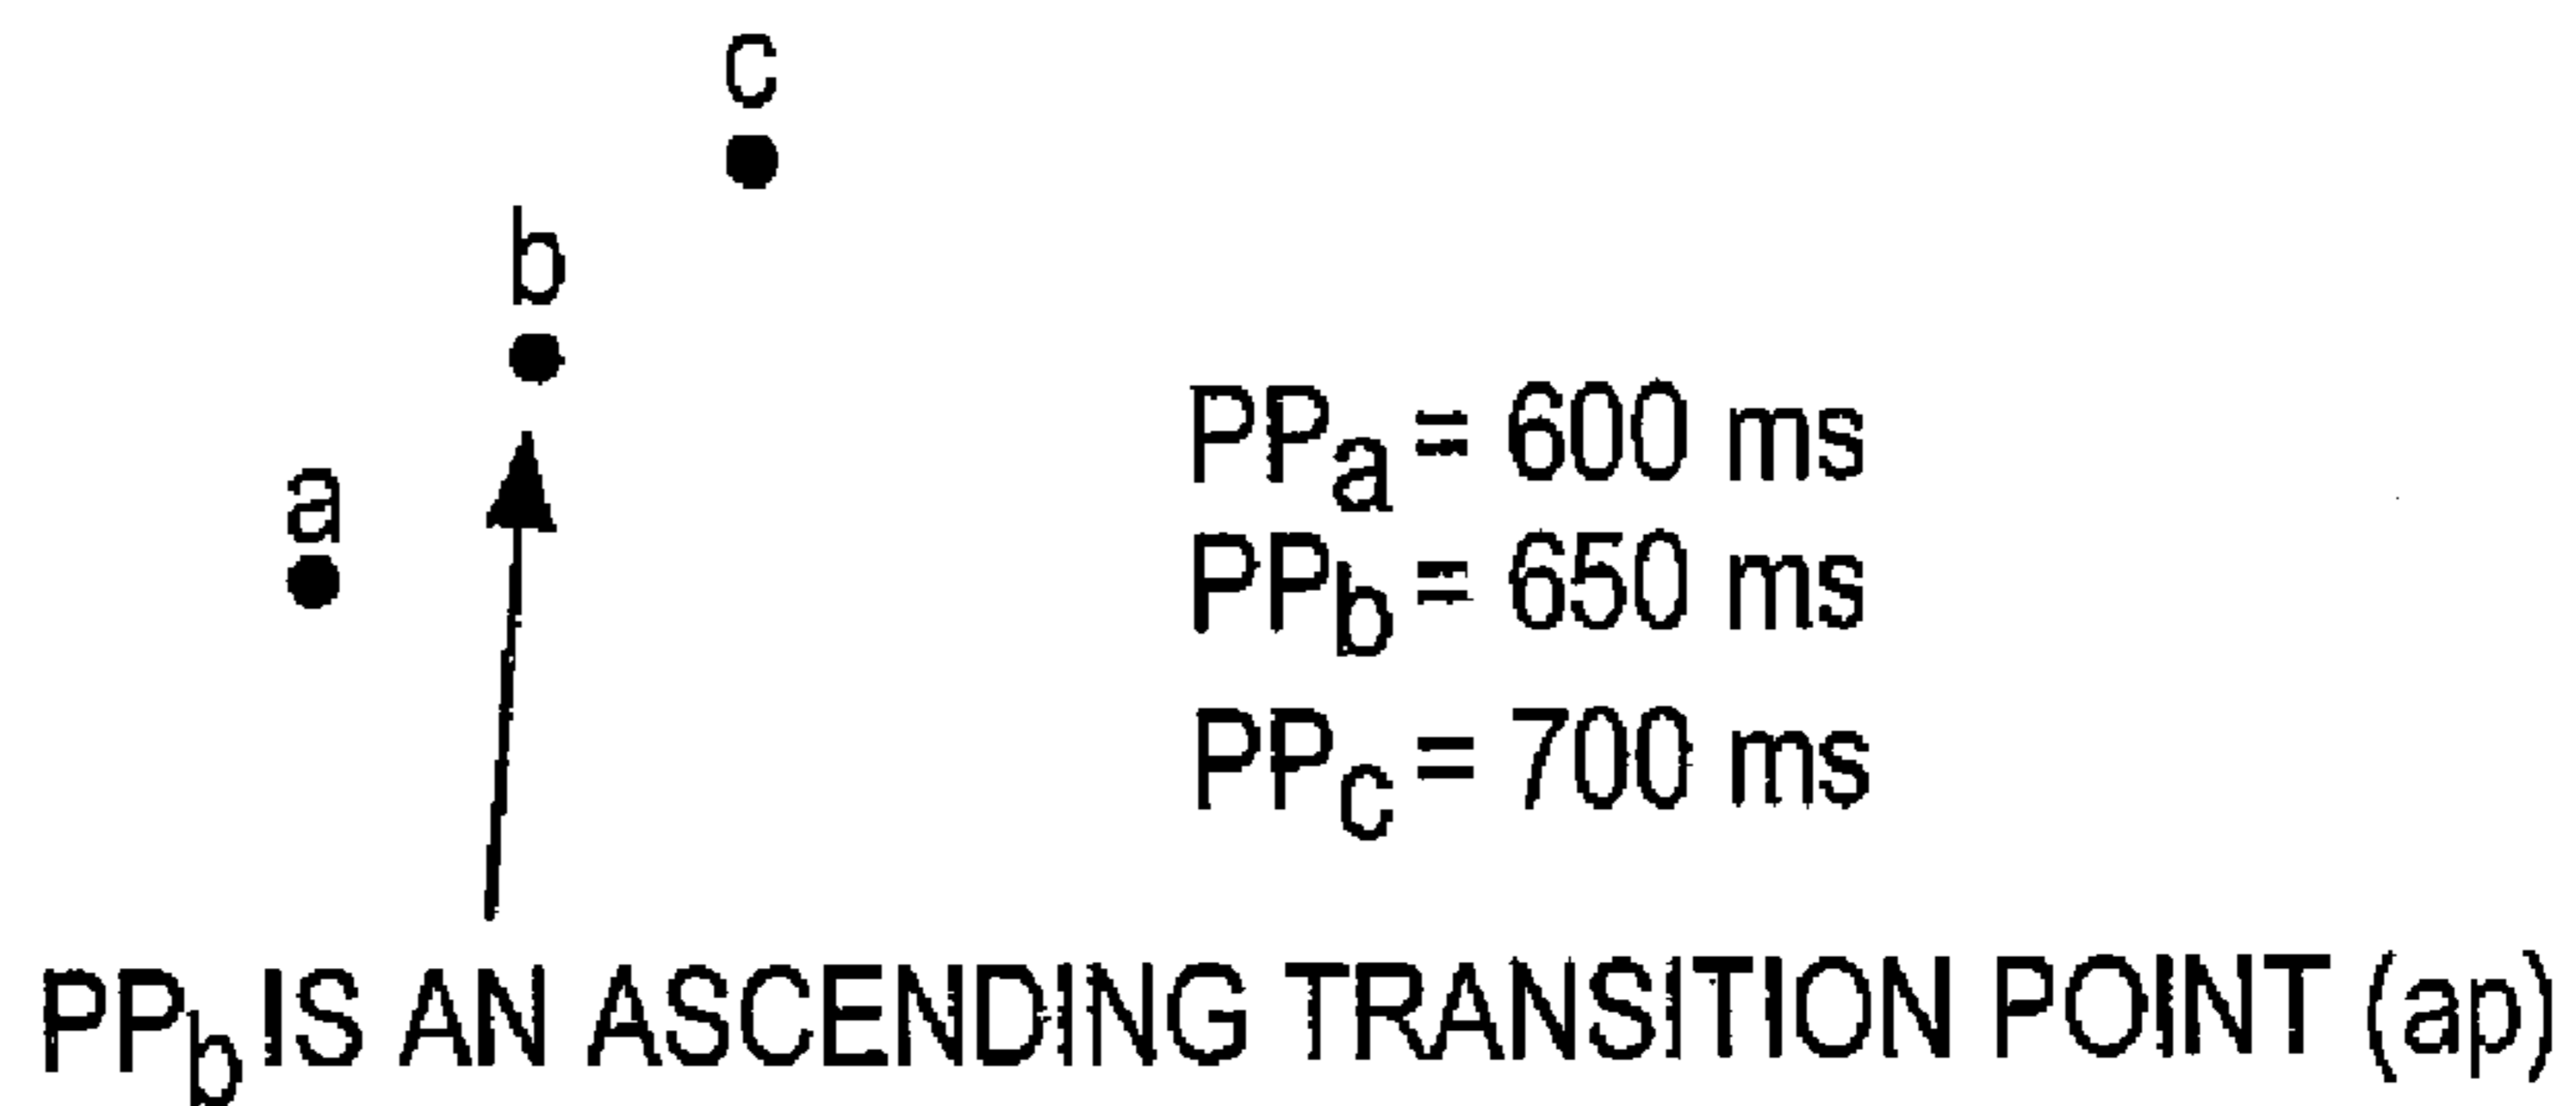 c
b
a
PPa = 600 ms
PPb = 650 ms
PPc = 700 ms
PPb IS AN ASCENDING TRANSITION POINT (ap)